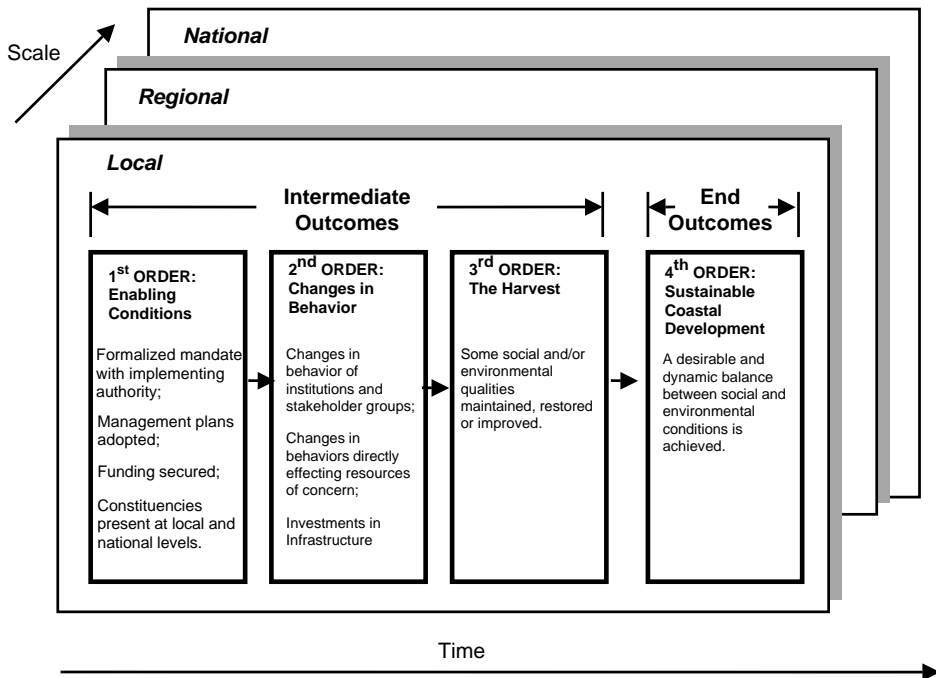 Scale
National
Regional
Local
Intermediate
Outcomes
End
Outcomes
1st ORDER:
Enabling
Conditions
Formalized mandate
with implementing
authority;
Management plans
adopted;
Funding secured;
Constituencies
present at local and
national levels.
2nd ORDER:
Changes in
Behavior
Changes in
behavior of
institutions and
stakeholder groups;
Changes in
behaviors directly
effecting resources
of concern;
Investments in
Infrastructure
3rd ORDER:
The Harvest
Some social and/or
environmental
qualities
maintained, restored
or improved.
4th ORDER:
Sustainable
Coastal
Development
A desirable and
dynamic balance
between social and
environmental
conditions is
achieved.
Time